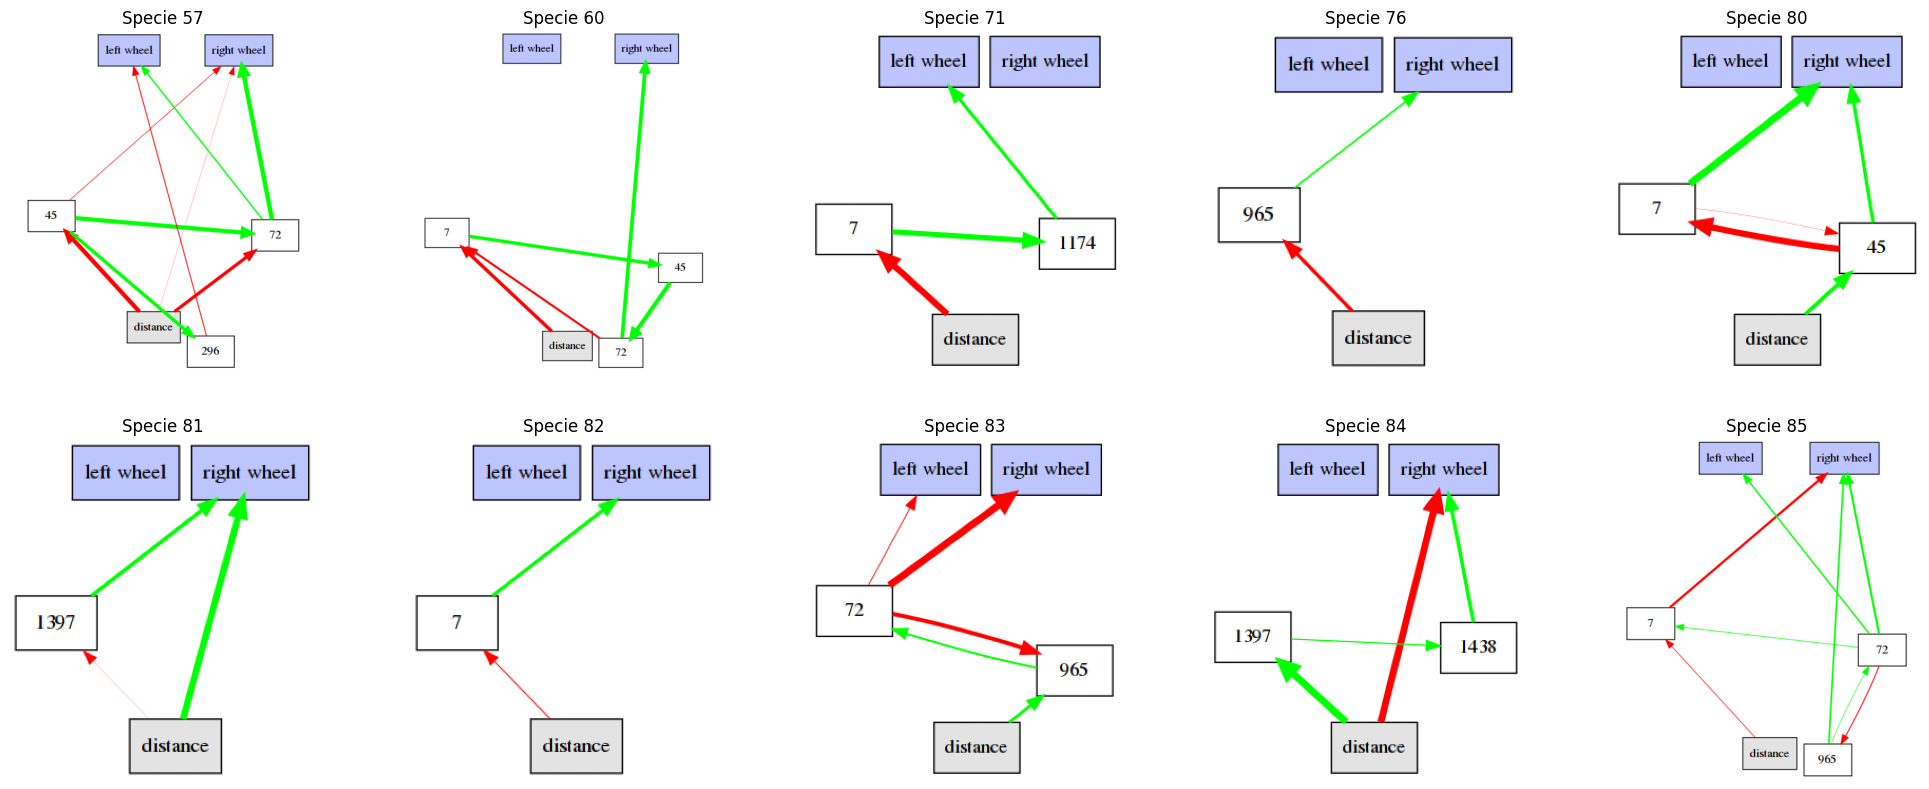 Specie 57
left wheel
right wheel
45
72
distance
296
Specie 60
left wheel
right wheel
7
45
distance
72
Specie 71
left wheel
right wheel
7
1174
distance
Specie 76
left wheel
right wheel
965
distance
Specie 80
left wheel
right wheel
7
45
distance
Specie 81
left wheel
right wheel
1397
distance
Specie 82
left wheel
right wheel
7
distance
Specie 83
left wheel
right wheel
72
965
distance
Specie 84
left wheel
right wheel
1397
1438
distance
Specie 85
left wheel
right wheel
7
72
distance
965